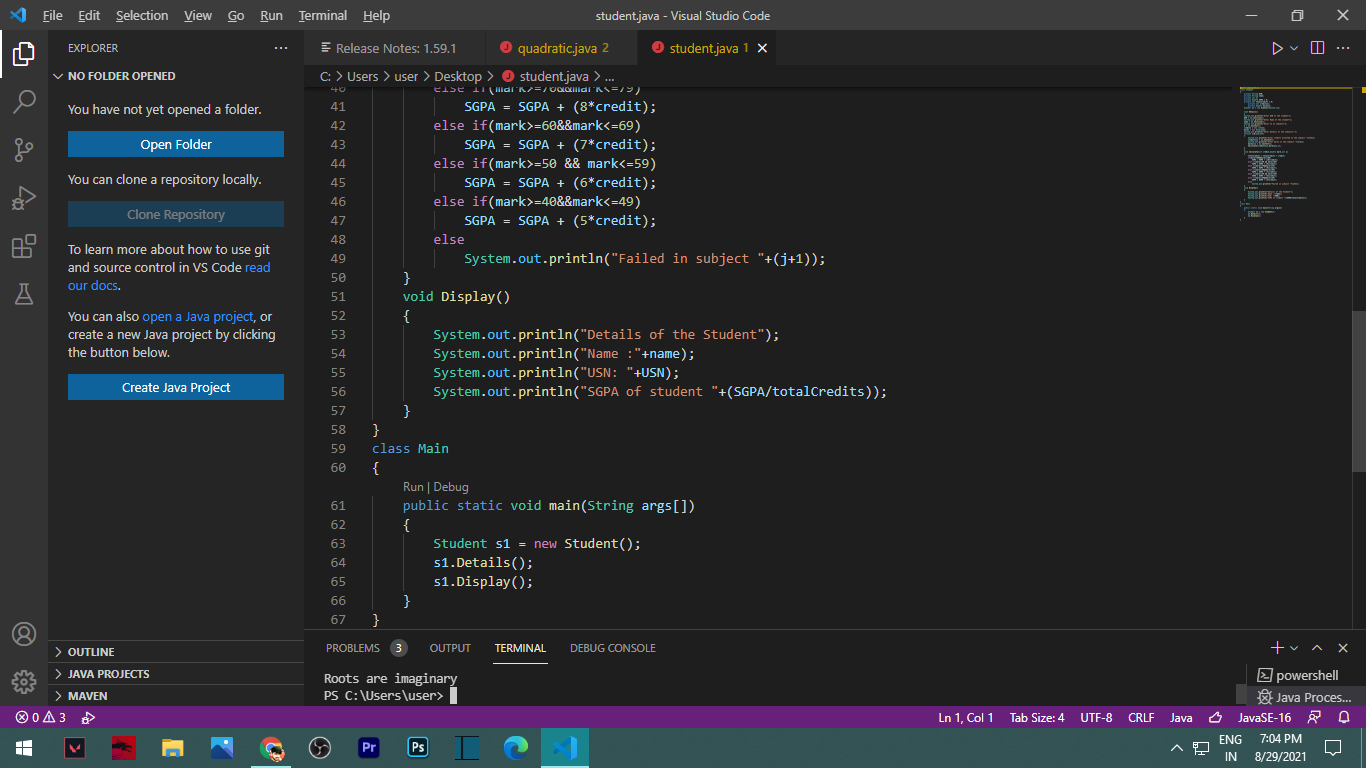 File Edit Selection View Go Run Terminal Help
student.java - Visual Studio Code
EXPLORER
NO FOLDER OPENED
You have not yet opened a folder.
Open Folder
You can clone a repository locally.
Clone Repository
To learn more about how to use git
and source control in VS Code read
our docs.
You can also open a Java project, or
create a new Java project by clicking
the button below.
Create Java Project
OUTLINE
JAVA PROJECTS
MAVEN
Release Notes: 1.59.1
quadratic.java 2
student.java 1
C: > Users > user > Desktop > student.java > ...
40 else if(mark>=70&&mark<=79)
41 SGPA = SGPA + (8*credit);
42 else if(mark>=60&&mark<=69)
43 SGPA = SGPA + (7*credit);
44 else if(mark>=50 && mark<=59)
45 SGPA = SGPA + (6*credit);
46 else if(mark>=40&&mark<=49)
47 SGPA = SGPA + (5*credit);
48 else
49 System.out.println("Failed in subject "+(j+1));
50 }
51 void Display()
52 {
53 System.out.println("Details of the Student");
54 System.out.println("Name :"+name);
55 System.out.println("USN: "+USN);
56 System.out.println("SGPA of student "+(SGPA/totalCredits));
57 }
58 }
59 class Main
60 {
Run | Debug
61 public static void main(String args[])
62 {
63 Student s1 = new Student();
64 s1.Details();
65 s1.Display();
66 }
67 }
PROBLEMS 3 OUTPUT TERMINAL DEBUG CONSOLE
Roots are imaginary
PS C:\Users\user>
powershell
Java Proces...
0 3
Ln 1, Col 1 Tab Size: 4 UTF-8 CRLF Java JavaSE-16
Pr
Ps
ENG
IN
7:04 PM
8/29/2021